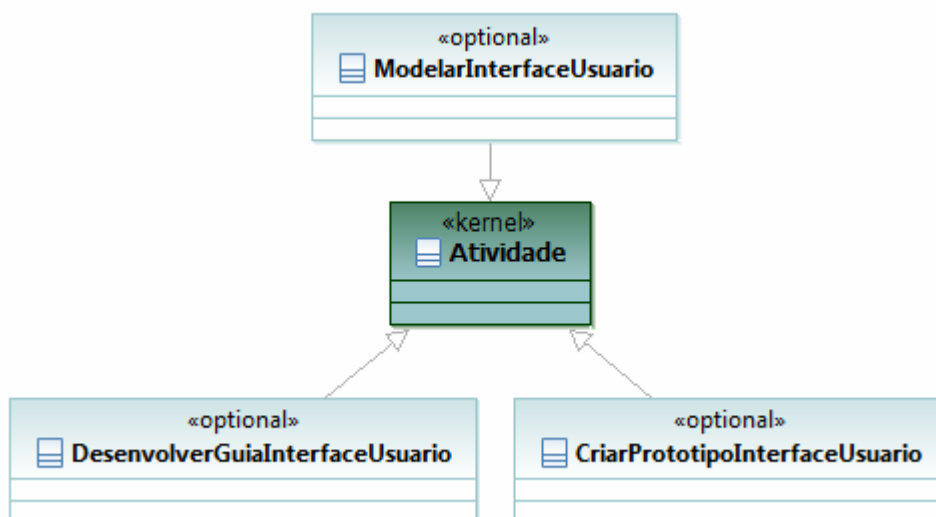 «optional»
ModelarInterfaceUsuario
«kernel»
Atividade
«optional»
DesenvolverGuiaInterfaceUsuario
«optional»
CriarPrototipoInterfaceUsuario